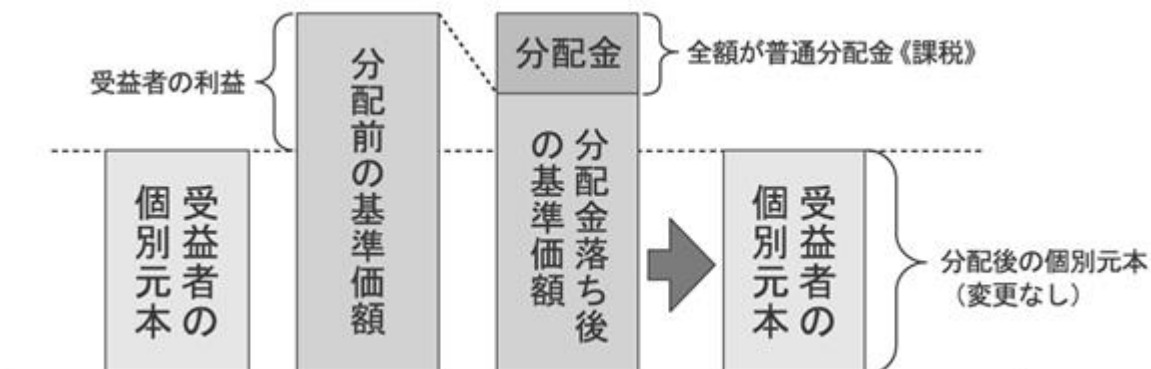 受益者の利益
受益者の
個別元本
分配前の基準価額
分配金
全額が普通分配金《課税》
分配金落ち後
の基準価額
受益者の
個別元本
分配後の個別元本
（変更なし）